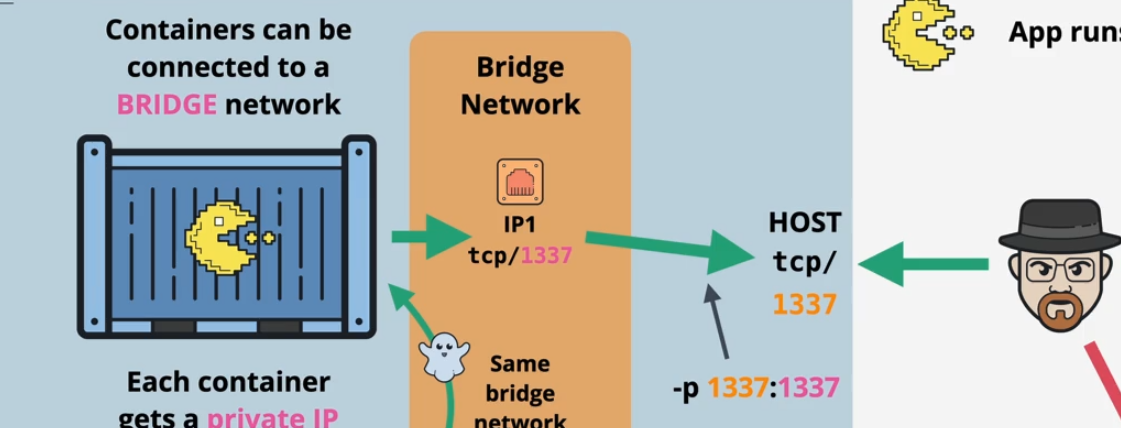 Containers can be
connected to a
BRIDGE network
Each container
gets a private IP
Bridge
Network
IP1
tcp/1337
Same
bridge
network
HOST
tcp/
1337
-p 1337:1337
App runs